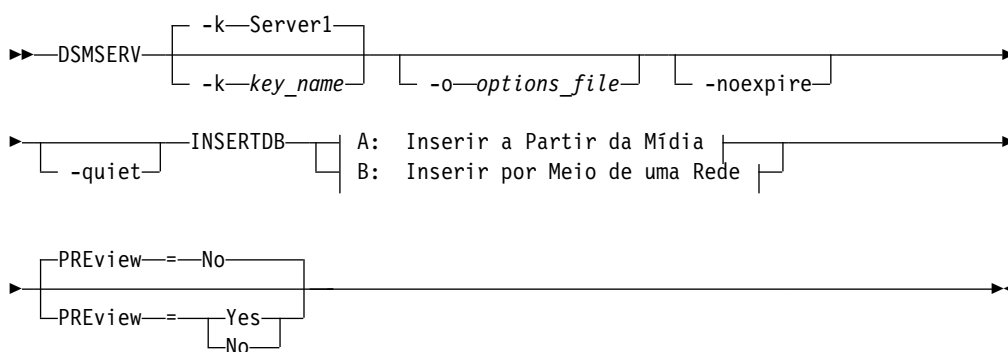 -k Server1
DSMSERV
-k key_name
-o options_file
-noexpire
INSERTDB
A: Inserir a Partir da Mídia
-quiet
B: Inserir por Meio de uma Rede
PREview = No
PREview = Yes
No